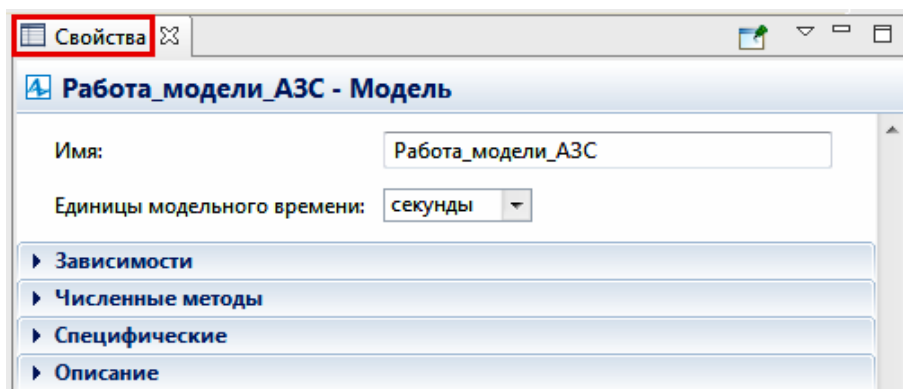 Свойства
Работа_модели_АЗС - Модель
Имя: Работа_модели_АЗС
Единицы модельного времени: секунды
Зависимости
Численные методы
Специфические
Описание